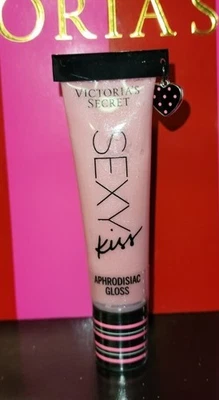 ORIA'S
VICTORIA'S
SECRET
SEXY
Kiss
APHRODISIAC
GLOSS